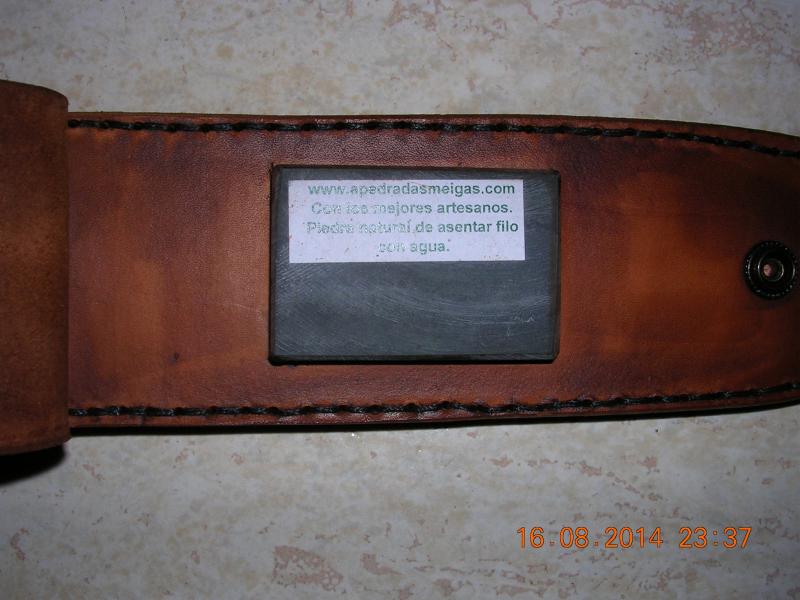 www.apedradasmeigas.com
Con los mejores artesanos.
Piedra natural de asentar filo
con agua.
16.08.2014 23:37